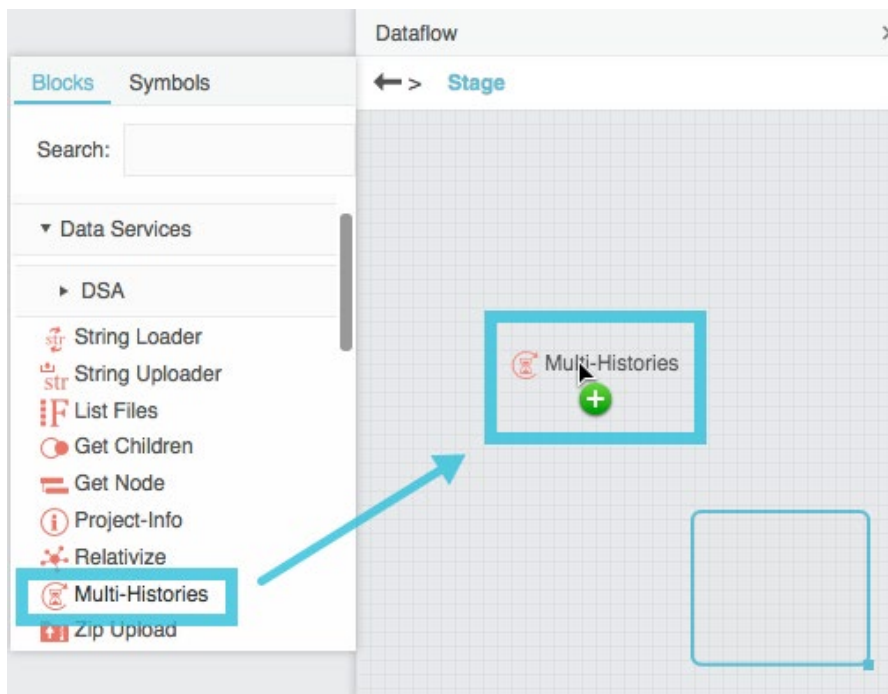 Dataflow
Blocks Symbols
← > Stage
Search:
▼ Data Services
► DSA
String Loader
str String Uploader
F List Files
Get Children
Get Node
i Project-Info
Relativize
Multi-Histories
Zip Upload
Multi-Histories